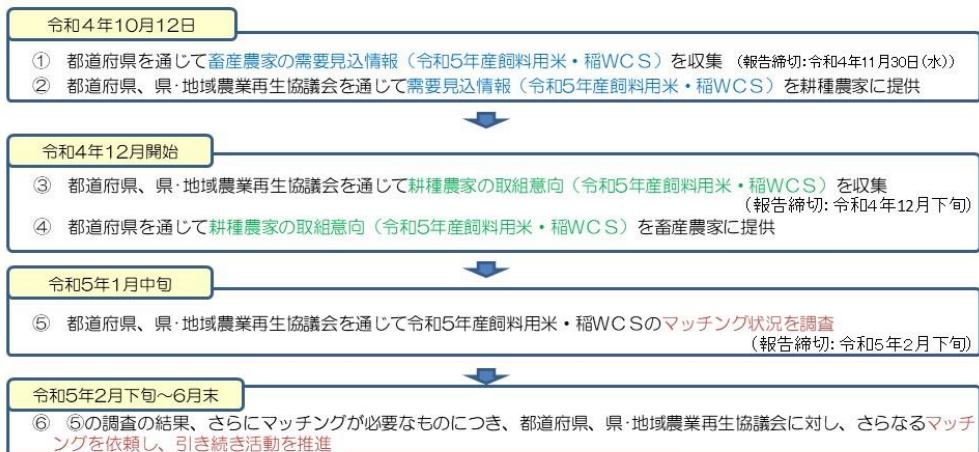 令和4年10月12日
① 都道府県を通じて畜産農家の需要見込情報（令和5年産飼料用米・稲WCS）を収集 （報告締切：令和4年11月30日（水））
② 都道府県、県・地域農業再生協議会を通じて需要見込情報（令和5年産飼料用米・稲WCS）を耕種農家に提供
令和4年12月開始
③ 都道府県、県・地域農業再生協議会を通じて耕種農家の取組意向（令和5年産飼料用米・稲WCS）を収集
（報告締切：令和4年12月下旬）
④ 都道府県を通じて耕種農家の取組意向（令和5年産飼料用米・稲WCS）を畜産農家に提供
令和5年1月中旬
⑤ 都道府県、県・地域農業再生協議会を通じて令和5年産飼料用米・稲WCSのマッチング状況を調査
（報告締切：令和5年2月下旬）
令和5年2月下旬～6月末
⑥ ⑤の調査の結果、さらにマッチングが必要なものにつき、都道府県、県・地域農業再生協議会に対し、さらなるマッチ
ングを依頼し、引き続き活動を推進